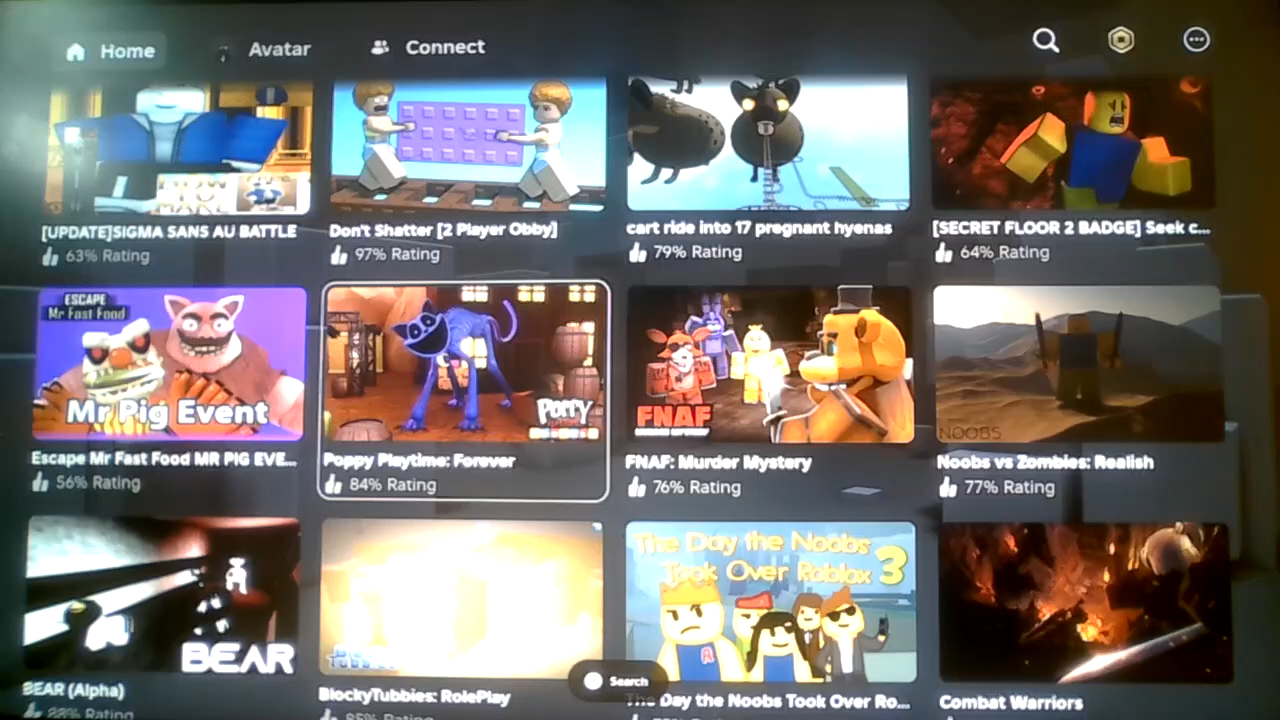 Home
Avatar
Connect
[UPDATE]SIGMA SANS AU BATTLE
63% Rating
Don't Shatter [2 Player Obby]
97% Rating
cart ride into 17 pregnant hyenas
79% Rating
[SECRET FLOOR 2 BADGE] Seek c...
64% Rating
ESCAPE
Mr Fast Food
Mr Pig Event
Escape Mr Fast Food MR PIG EVE...
56% Rating
POPPY
Poppy Playtime: Forever
84% Rating
FNAF
FNAF: Murder Mystery
76% Rating
NOOBS
Noobs vs Zombies: Realish
77% Rating
BEAR
BEAR (Alpha)
Rating
BlockyTubbies: RolePlay
Rating
The Day the Noobs
Took Over Roblox 3
The Day the Noobs Took Over Ro...
Combat Warriors
Search